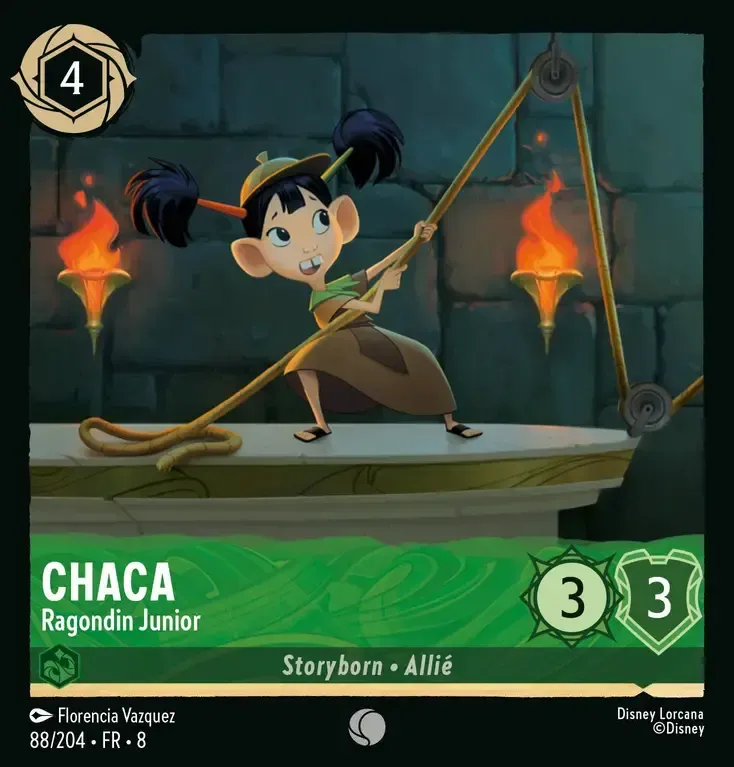 4
CHACA
Ragondin Junior
3
3
Storyborn • Allié
Florencia Vazquez
88/204 • FR • 8
Disney Lorcana
©Disney